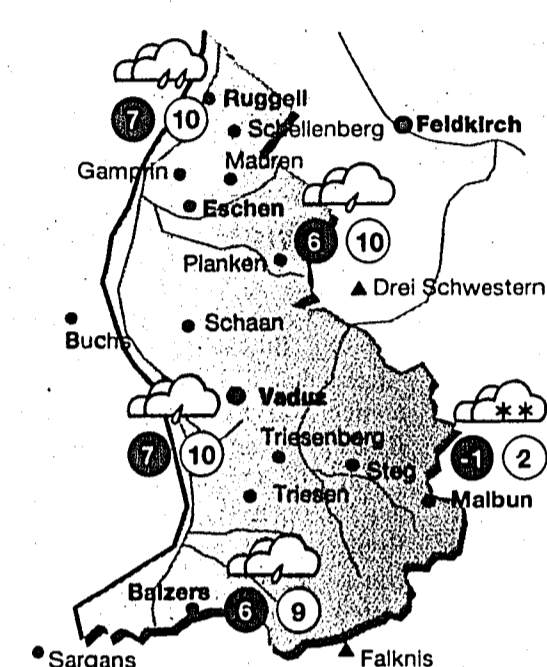 Ruggell
7 10
Schellenberg
Feldkirch
Mauren
Gamprin
Eschen
6 10
Planken
Drei Schwestern
Schaan
Buchs
Vaduz
Triesenberg
7 10
Steg
-1 2
Triesen
Malbun
Balzers
6 9
Sargans
Falknis